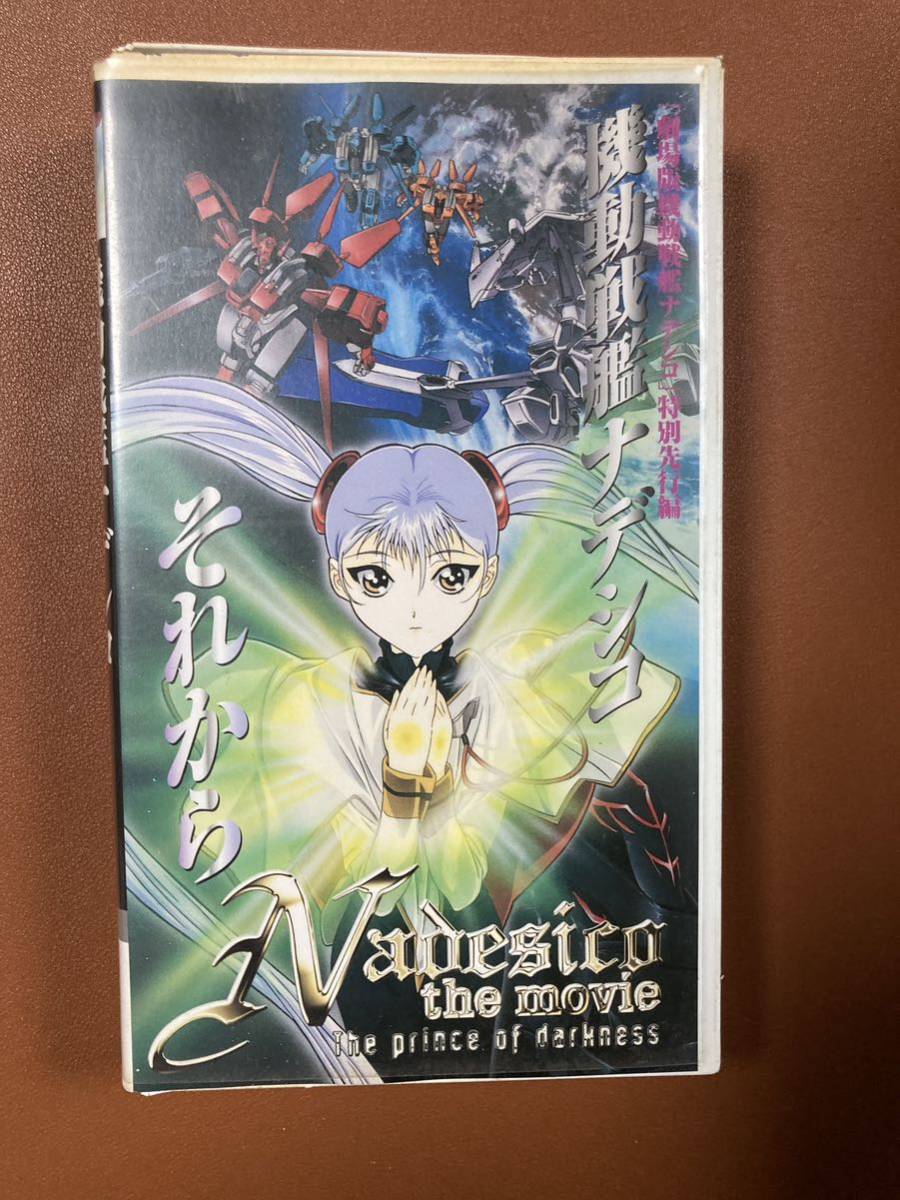 「劇場版機動戦艦ナデシコ」特別先行編
機動戦艦ナデシコ
それから
Nadesico
the movie
The prince of darkness